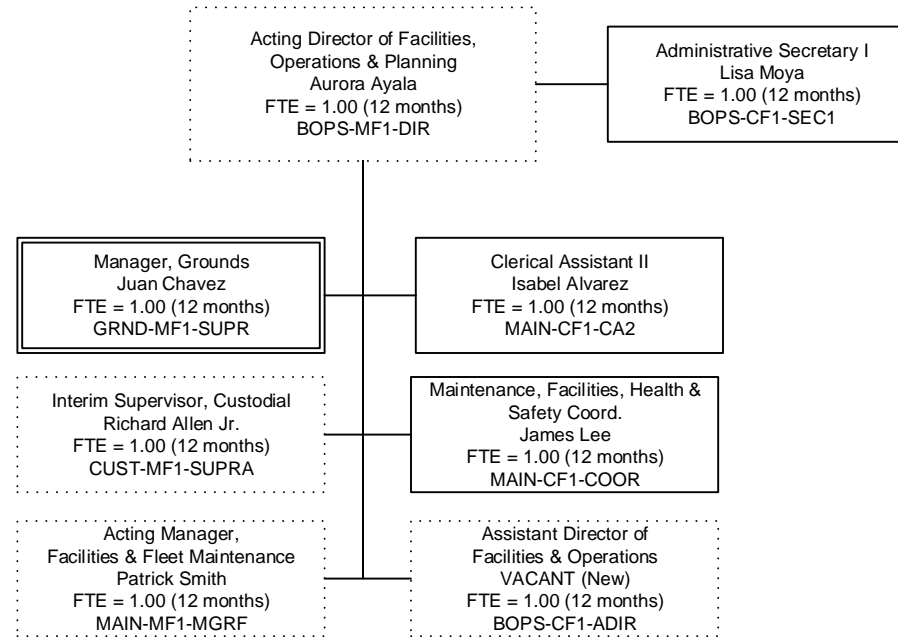 Acting Director of Facilities,
Operations & Planning
Aurora Ayala
FTE = 1.00 (12 months)
BOPS-MF1-DIR
Administrative Secretary I
Lisa Moya
FTE = 1.00 (12 months)
BOPS-CF1-SEC1
Manager, Grounds
Juan Chavez
FTE = 1.00 (12 months)
GRND-MF1-SUPR
Clerical Assistant II
Isabel Alvarez
FTE = 1.00 (12 months)
MAIN-CF1-CA2
Interim Supervisor, Custodial
Richard Allen Jr.
FTE = 1.00 (12 months)
CUST-MF1-SUPRA
Maintenance, Facilities, Health &
Safety Coord.
James Lee
FTE = 1.00 (12 months)
MAIN-CF1-COOR
Acting Manager,
Facilities & Fleet Maintenance
Patrick Smith
FTE = 1.00 (12 months)
MAIN-MF1-MGRF
Assistant Director of
Facilities & Operations
VACANT (New)
FTE = 1.00 (12 months)
BOPS-CF1-ADIR